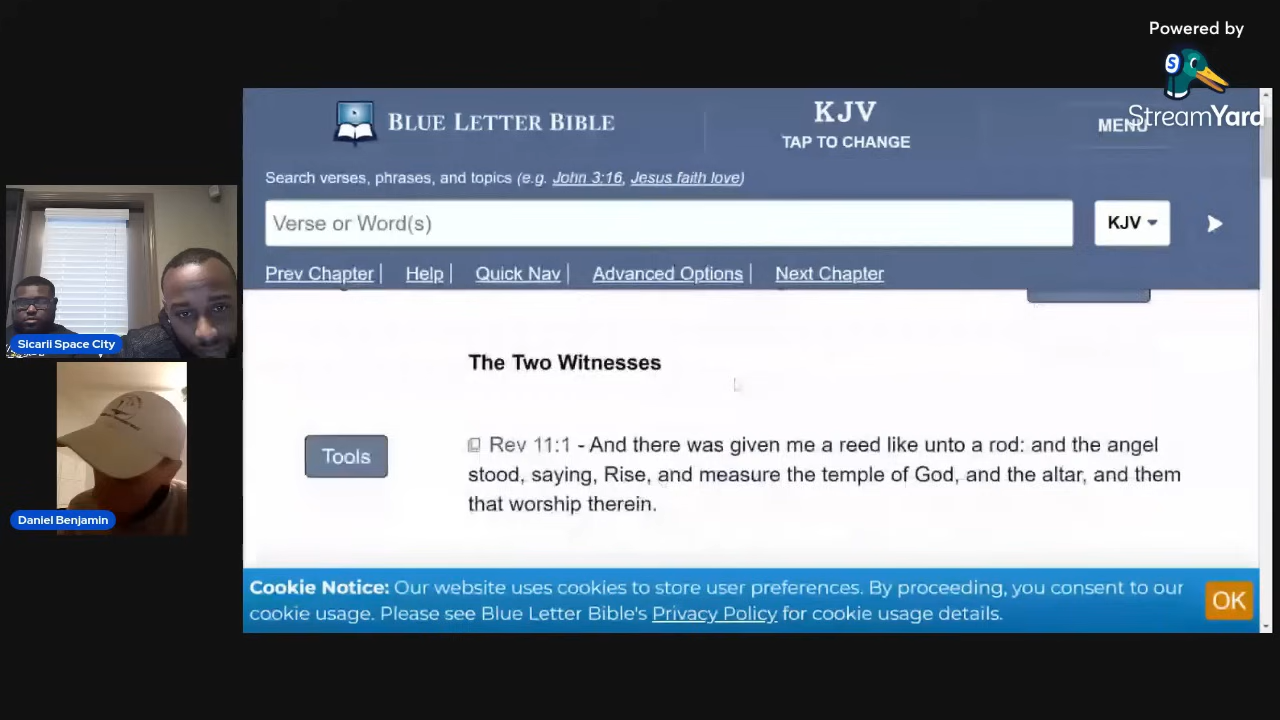 Powered by
StreamYard
BLUE LETTER BIBLE
KJV
TAP TO CHANGE
MENU
Search verses, phrases, and topics (e.g. John 3:16, Jesus faith love)
Verse or Word(s)
KJV
Prev Chapter | Help | Quick Nav | Advanced Options | Next Chapter
The Two Witnesses
Tools
Rev 11:1 - And there was given me a reed like unto a rod: and the angel
stood, saying, Rise, and measure the temple of God, and the altar, and them
that worship therein.
Cookie Notice: Our website uses cookies to store user preferences. By proceeding, you consent to our
cookie usage. Please see Blue Letter Bible's Privacy Policy for cookie usage details.
OK
Sicarii Space City
Daniel Benjamin